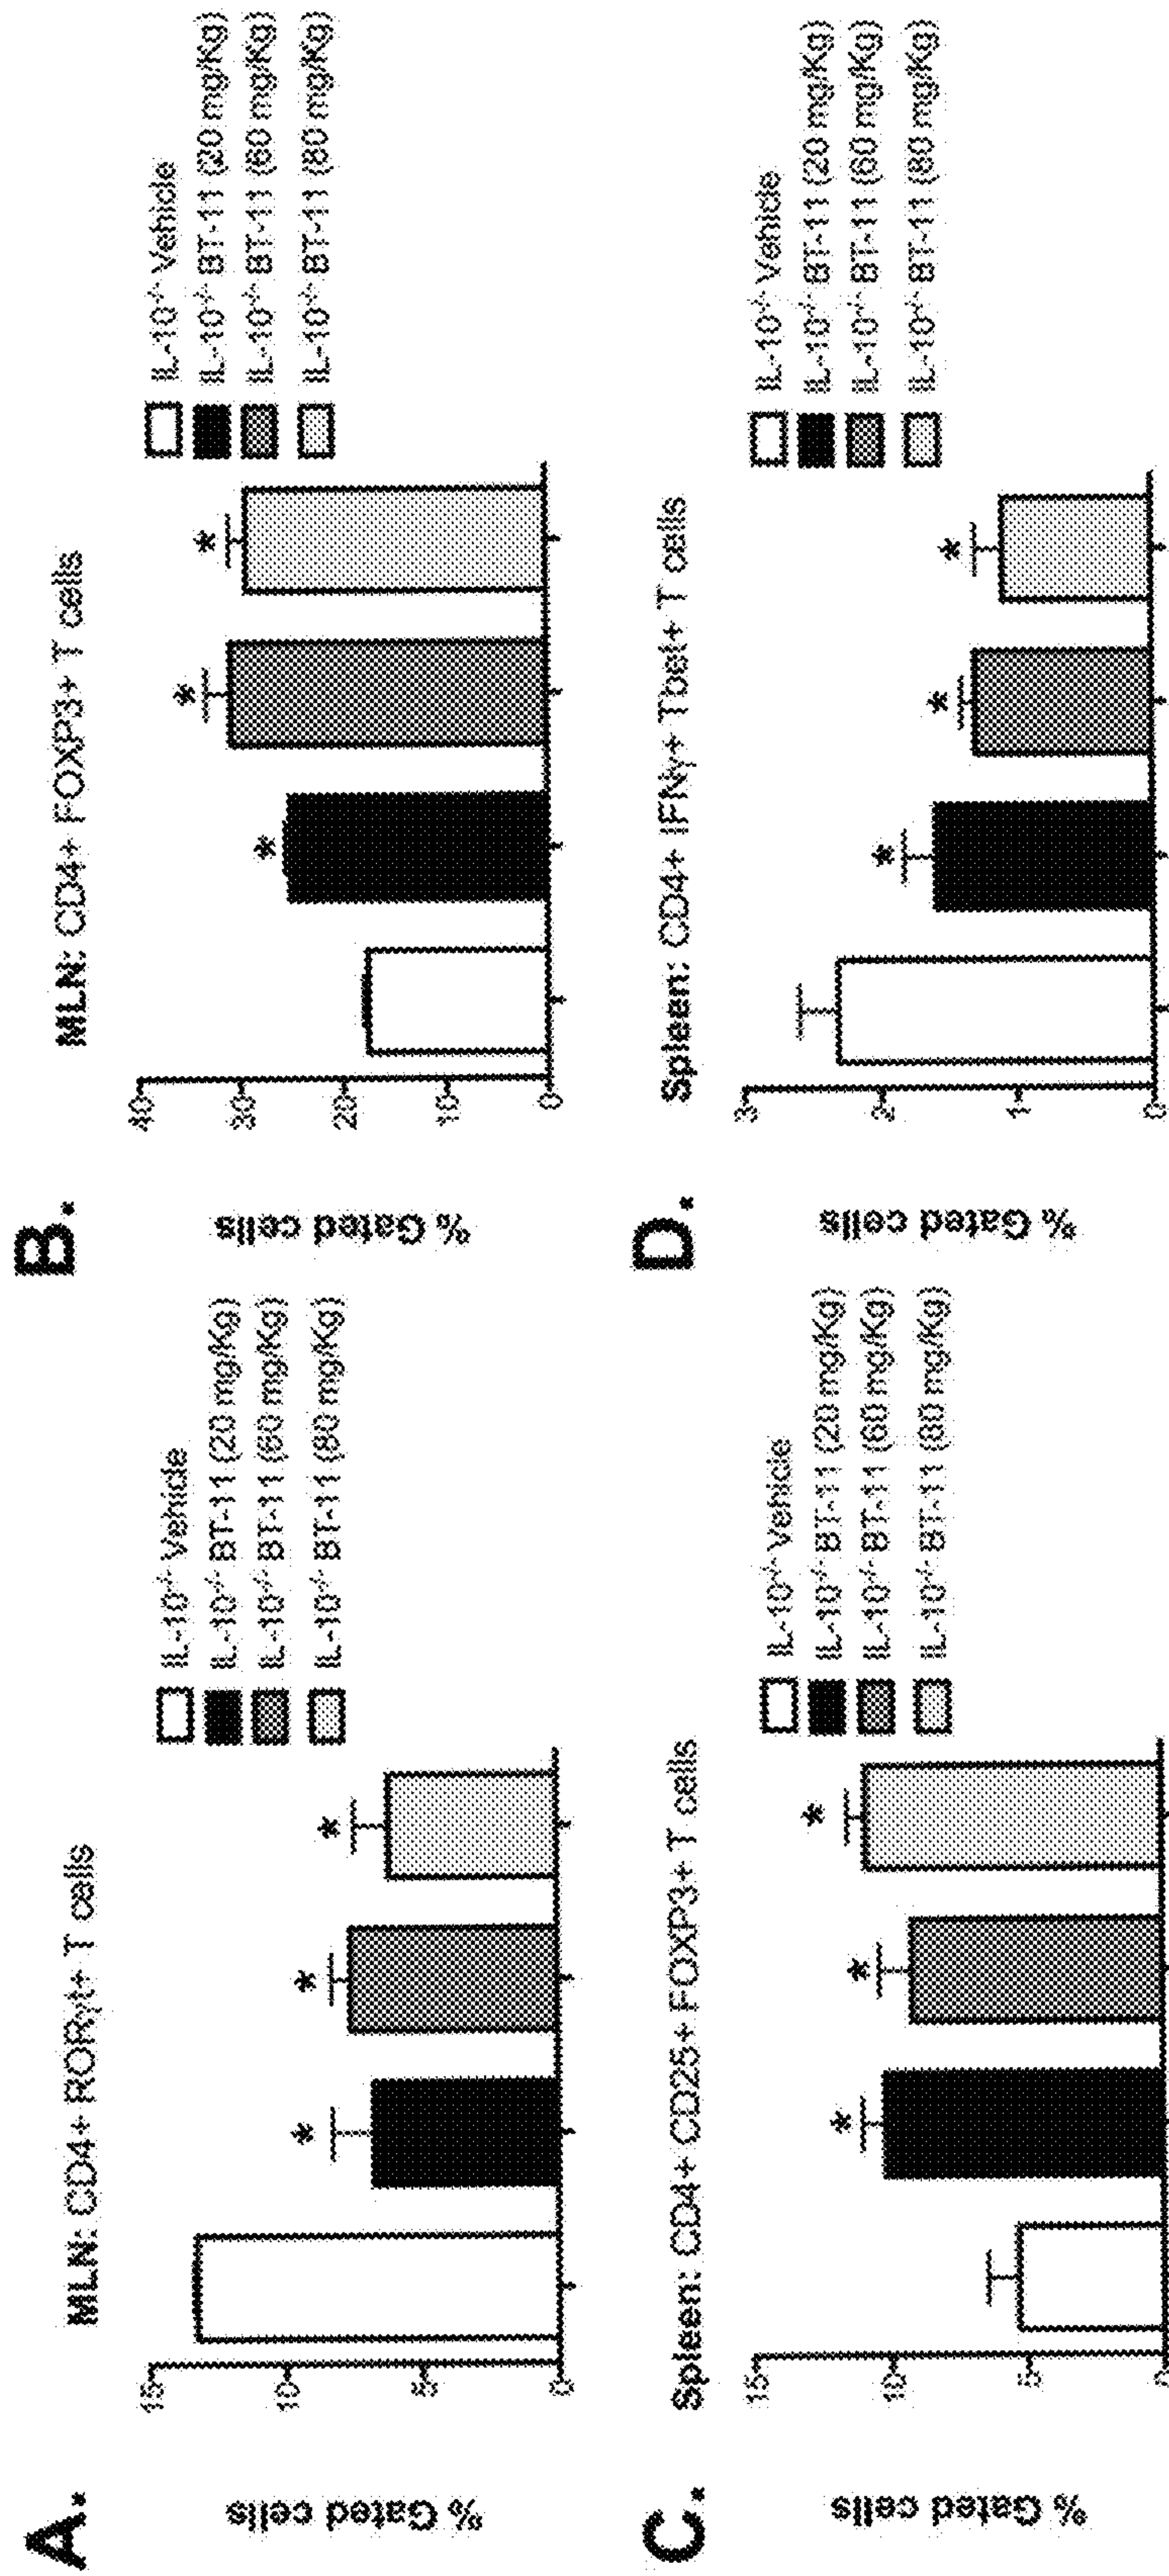 A.
MLN: CD4+ RORγt+ T cells
% Gated cells
15
10
5
0
IL-10-/- Vehicle
IL-10-/- BT-11 (20 mg/Kg)
IL-10-/- BT-11 (60 mg/Kg)
IL-10-/- BT-11 (80 mg/Kg)
*
*
*
B.
MLN: CD4+ FOXP3+ T cells
% Gated cells
40
30
20
10
0
IL-10-/- Vehicle
IL-10-/- BT-11 (20 mg/Kg)
IL-10-/- BT-11 (60 mg/Kg)
IL-10-/- BT-11 (80 mg/Kg)
*
*
*
C.
Spleen: CD4+ CD25+ FOXP3+ T cells
% Gated cells
15
10
5
0
IL-10-/- Vehicle
IL-10-/- BT-11 (20 mg/Kg)
IL-10-/- BT-11 (60 mg/Kg)
IL-10-/- BT-11 (80 mg/Kg)
*
*
*
D.
Spleen: CD4+ IFNγ+ Tbet+ T cells
% Gated cells
3
2
1
0
IL-10-/- Vehicle
IL-10-/- BT-11 (20 mg/Kg)
IL-10-/- BT-11 (60 mg/Kg)
IL-10-/- BT-11 (80 mg/Kg)
*
*
*